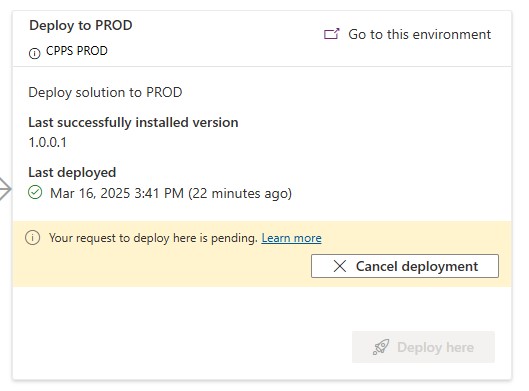 Deploy to PROD
Go to this environment
CPPS PROD
Deploy solution to PROD
Last successfully installed version
1.0.0.1
Last deployed
Mar 16, 2025 3:41 PM (22 minutes ago)
Your request to deploy here is pending. Learn more
Cancel deployment
Deploy here